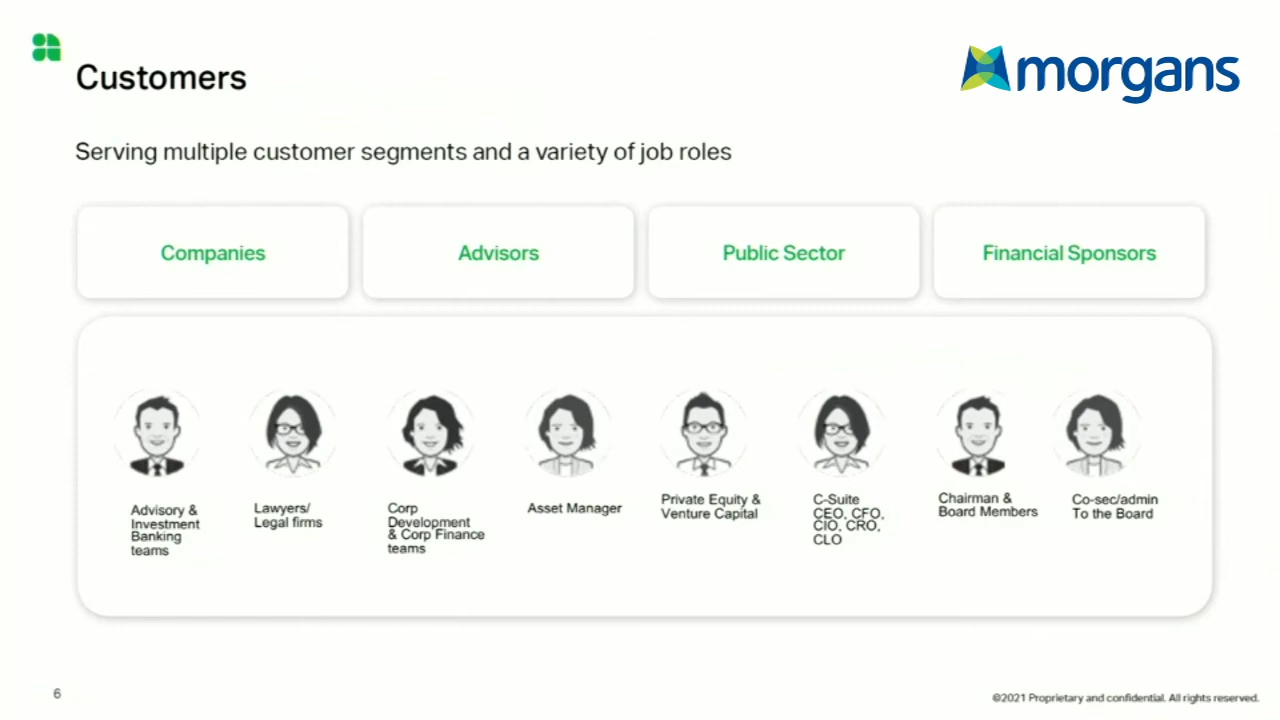 Customers
morgans
Serving multiple customer segments and a variety of job roles
Companies
Advisors
Public Sector
Financial Sponsors
Advisory &
Investment
Banking
teams
Lawyers/
Legal firms
Corp
Development
& Corp Finance
teams
Asset Manager
Private Equity &
Venture Capital
C-Suite
CEO, CFO,
CIO, CRO,
CLO
Chairman &
Board Members
Co-sec/admin
To the Board
6
©2021 Proprietary and confidential. All rights reserved.